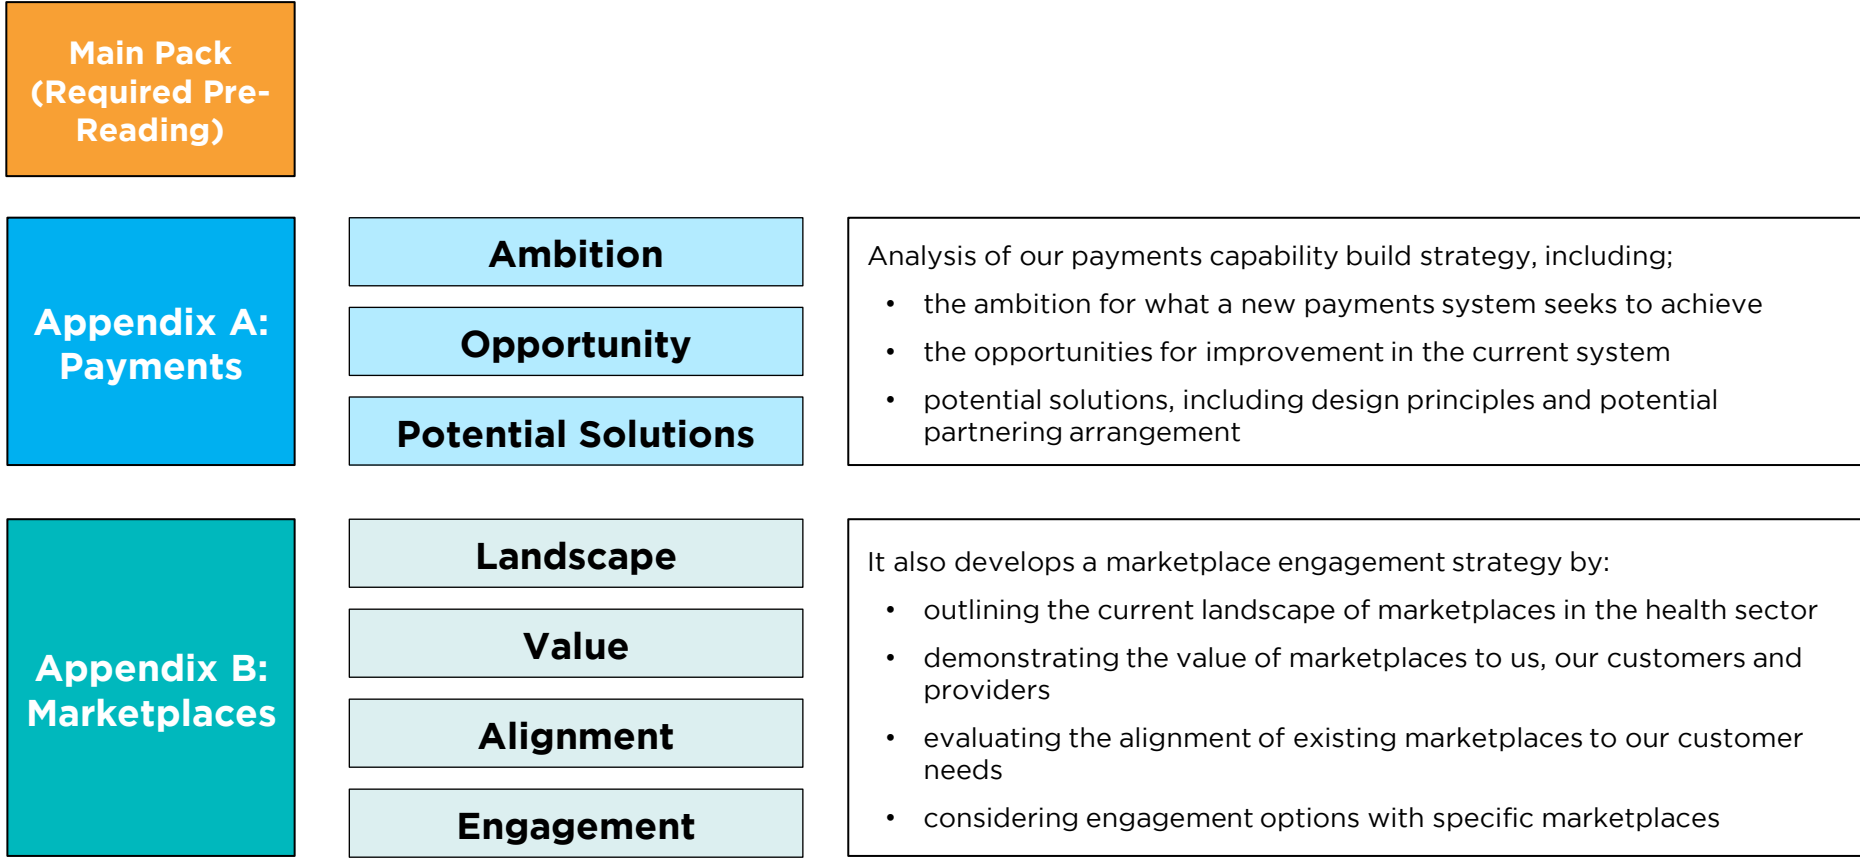 Main Pack
(Required Pre-
Reading)
Appendix A:
Payments
Ambition
Opportunity
Potential Solutions
Analysis of our payments capability build strategy, including;
• the ambition for what a new payments system seeks to achieve
• the opportunities for improvement in the current system
• potential solutions, including design principles and potential
partnering arrangement
Appendix B:
Marketplaces
Landscape
Value
Alignment
Engagement
It also develops a marketplace engagement strategy by:
• outlining the current landscape of marketplaces in the health sector
• demonstrating the value of marketplaces to us, our customers and
providers
• evaluating the alignment of existing marketplaces to our customer
needs
• considering engagement options with specific marketplaces